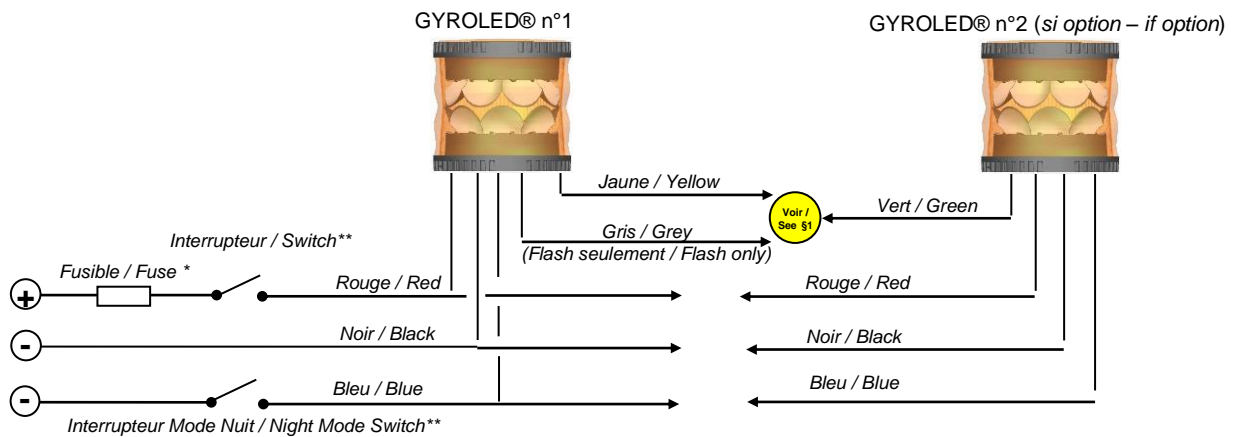 GYROLED® n°1
GYROLED® n°2 (si option – if option)
Jaune / Yellow
Voir /
See §1
Vert / Green
Gris / Grey
(Flash seulement / Flash only)
Interrupteur / Switch**
Fusible / Fuse *
+
Rouge / Red
Rouge / Red
-
Noir / Black
Noir / Black
-
Bleu / Blue
Bleu / Blue
Interrupteur Mode Nuit / Night Mode Switch**